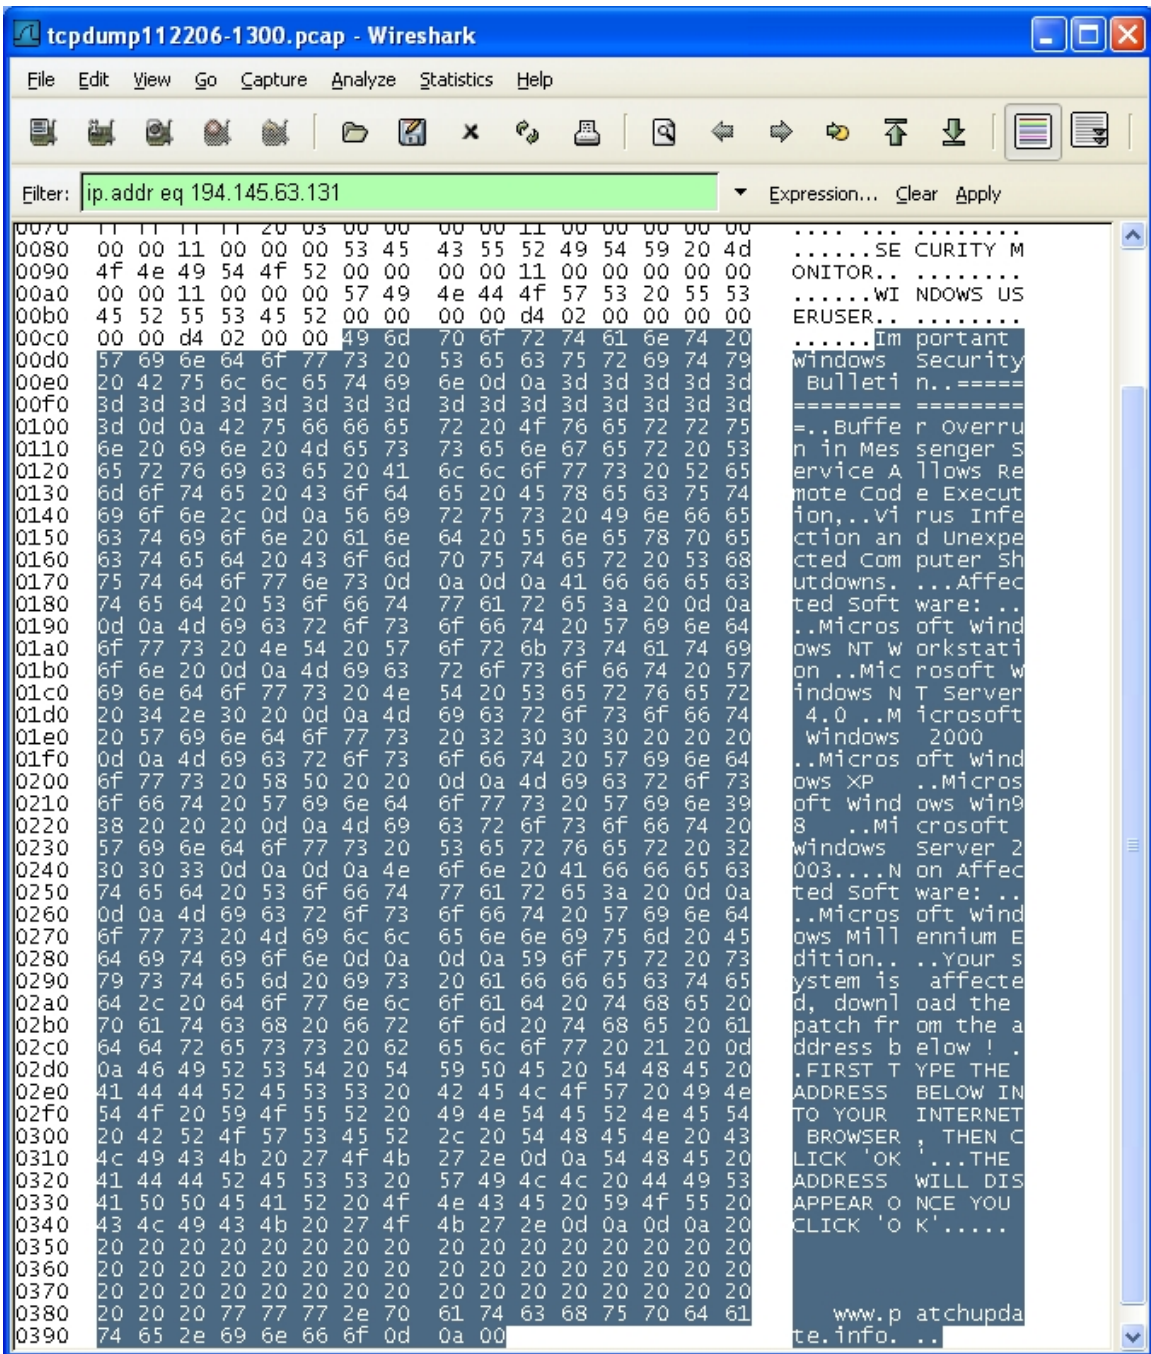 tcpdump112206-1300.pcap - Wireshark
File Edit View Go Capture Analyze Statistics Help
Filter: ip.addr eq 194.145.63.131 Expression... Clear Apply
0080 00 00 11 00 00 00 53 45 43 55 52 49 54 59 20 4d ......SE CURITY M
0090 4f 4e 49 54 4f 52 00 00 00 00 11 00 00 00 00 00 ONITOR.. ........
00a0 00 00 11 00 00 00 57 49 4e 44 4f 57 53 20 55 53 ......WI NDOWS US
00b0 45 52 55 53 45 52 00 00 00 00 d4 02 00 00 00 00 ERUSER.. ........
00c0 00 00 d4 02 00 00 49 6d 70 6f 72 74 61 6e 74 20 ......Im portant
00d0 57 69 6e 64 6f 77 73 20 53 65 63 75 72 69 74 79 Windows Security
00e0 20 42 75 6c 6c 65 74 69 6e 0d 0a 3d 3d 3d 3d 3d Bulleti n..=====
00f0 3d 3d 3d 3d 3d 3d 3d 3d 3d 3d 3d 3d 3d 3d 3d 3d ======== ========
0100 3d 0d 0a 42 75 66 66 65 72 20 4f 76 65 72 72 75 =..Buffe r Overru
0110 6e 20 69 6e 20 4d 65 73 73 65 6e 67 65 72 20 53 n in Mes senger S
0120 65 72 76 69 63 65 20 41 6c 6c 6f 77 73 20 52 65 ervice A llows Re
0130 6d 6f 74 65 20 43 6f 64 65 20 45 78 65 63 75 74 mote Cod e Execut
0140 69 6f 6e 2c 0d 0a 56 69 72 75 73 20 49 6e 66 65 ion,..Vi rus Infe
0150 63 74 69 6f 6e 20 61 6e 64 20 55 6e 65 78 70 65 ction an d Unexpe
0160 63 74 65 64 20 43 6f 6d 70 75 74 65 72 20 53 68 cted Com puter Sh
0170 75 74 64 6f 77 6e 73 0d 0a 0d 0a 41 66 66 65 63 utdowns. ...Affec
0180 74 65 64 20 53 6f 66 74 77 61 72 65 3a 20 0d 0a ted Soft ware: ..
0190 0d 0a 4d 69 63 72 6f 73 6f 66 74 20 57 69 6e 64 ..Micros oft Wind
01a0 6f 77 73 20 4e 54 20 57 6f 72 6b 73 74 61 74 69 ows NT W orkstati
01b0 6f 6e 20 0d 0a 4d 69 63 72 6f 73 6f 66 74 20 57 on ..Mic rosoft W
01c0 69 6e 64 6f 77 73 20 4e 54 20 53 65 72 76 65 72 indows N T Server
01d0 20 34 2e 30 20 0d 0a 4d 69 63 72 6f 73 6f 66 74 4.0 ..M icrosoft
01e0 20 57 69 6e 64 6f 77 73 20 32 30 30 30 20 20 20 Windows 2000
01f0 0d 0a 4d 69 63 72 6f 73 6f 66 74 20 57 69 6e 64 ..Micros oft Wind
0200 6f 77 73 20 58 50 20 20 0d 0a 4d 69 63 72 6f 73 ows XP ..Micros
0210 6f 66 74 20 57 69 6e 64 6f 77 73 20 57 69 6e 39 oft Wind ows Win9
0220 38 20 20 20 0d 0a 4d 69 63 72 6f 73 6f 66 74 20 8 ..Mi crosoft
0230 57 69 6e 64 6f 77 73 20 53 65 72 76 65 72 20 32 Windows Server 2
0240 30 30 33 0d 0a 0d 0a 4e 6f 6e 20 41 66 66 65 63 003....N on Affec
0250 74 65 64 20 53 6f 66 74 77 61 72 65 3a 20 0d 0a ted Soft ware: ..
0260 0d 0a 4d 69 63 72 6f 73 6f 66 74 20 57 69 6e 64 ..Micros oft Wind
0270 6f 77 73 20 4d 69 6c 6c 65 6e 6e 69 75 6d 20 45 ows Mill ennium E
0280 64 69 74 69 6f 6e 0d 0a 0d 0a 59 6f 75 72 20 73 dition.. ..Your s
0290 79 73 74 65 6d 20 69 73 20 61 66 66 65 63 74 65 ystem is affecte
02a0 64 2c 20 64 6f 77 6e 6c 6f 61 64 20 74 68 65 20 d, downl oad the
02b0 70 61 74 63 68 20 66 72 6f 6d 20 74 68 65 20 61 patch fr om the a
02c0 64 64 72 65 73 73 20 62 65 6c 6f 77 20 21 20 0d ddress b elow ! .
02d0 0a 46 49 52 53 54 20 54 59 50 45 20 54 48 45 20 .FIRST T YPE THE
02e0 41 44 44 52 45 53 53 20 42 45 4c 4f 57 20 49 4e ADDRESS BELOW IN
02f0 54 4f 20 59 4f 55 52 20 49 4e 54 45 52 4e 45 54 TO YOUR INTERNET
0300 20 42 52 4f 57 53 45 52 2c 20 54 48 45 4e 20 43 BROWSER , THEN C
0310 4c 49 43 4b 20 27 4f 4b 27 2e 0d 0a 54 48 45 20 LICK 'OK '...THE
0320 41 44 44 52 45 53 53 20 57 49 4c 4c 20 44 49 53 ADDRESS WILL DIS
0330 41 50 50 45 41 52 20 4f 4e 43 45 20 59 4f 55 20 APPEAR O NCE YOU
0340 43 4c 49 43 4b 20 27 4f 4b 27 2e 0d 0a 0d 0a 20 CLICK 'O K'.....
0350 20 20 20 20 20 20 20 20 20 20 20 20 20 20 20 20
0360 20 20 20 20 20 20 20 20 20 20 20 20 20 20 20 20
0370 20 20 20 20 20 20 20 20 20 20 20 20 20 20 20 20
0380 20 20 20 77 77 77 2e 70 61 74 63 68 75 70 64 61 www.p atchupda
0390 74 65 2e 69 6e 66 6f 0d 0a 00 te.info. ..